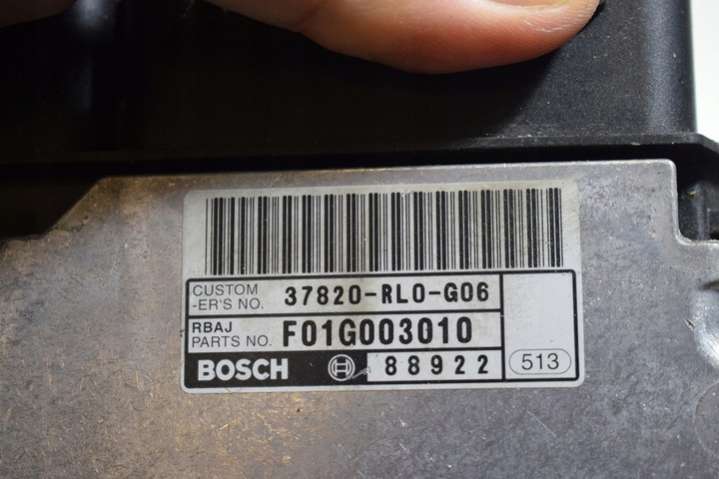 CUSTOM
-ER'S NO. 37820-RL0-G06
RBAJ
PARTS NO. F01G003010
BOSCH 88922 513